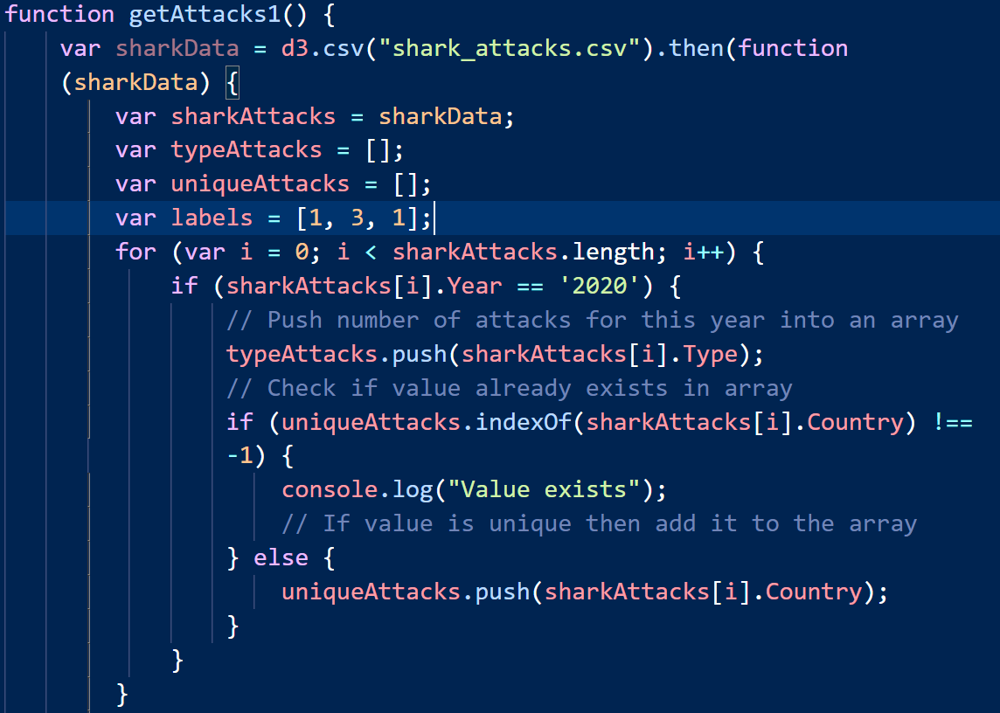 function getAttacks1() {
var sharkData = d3.csv("shark_attacks.csv").then(function
(sharkData) {
var sharkAttacks = sharkData;
var typeAttacks = [];
var uniqueAttacks = [];
var labels = [1, 3, 1];
for (var i = 0; i < sharkAttacks.length; i++) {
if (sharkAttacks[i].Year == '2020') {
// Push number of attacks for this year into an array
typeAttacks.push(sharkAttacks[i].Type);
// Check if value already exists in array
if (uniqueAttacks.indexOf(sharkAttacks[i].Country) !==
-1) {
console.log("Value exists");
// If value is unique then add it to the array
} else {
uniqueAttacks.push(sharkAttacks[i].Country);
}
}
}